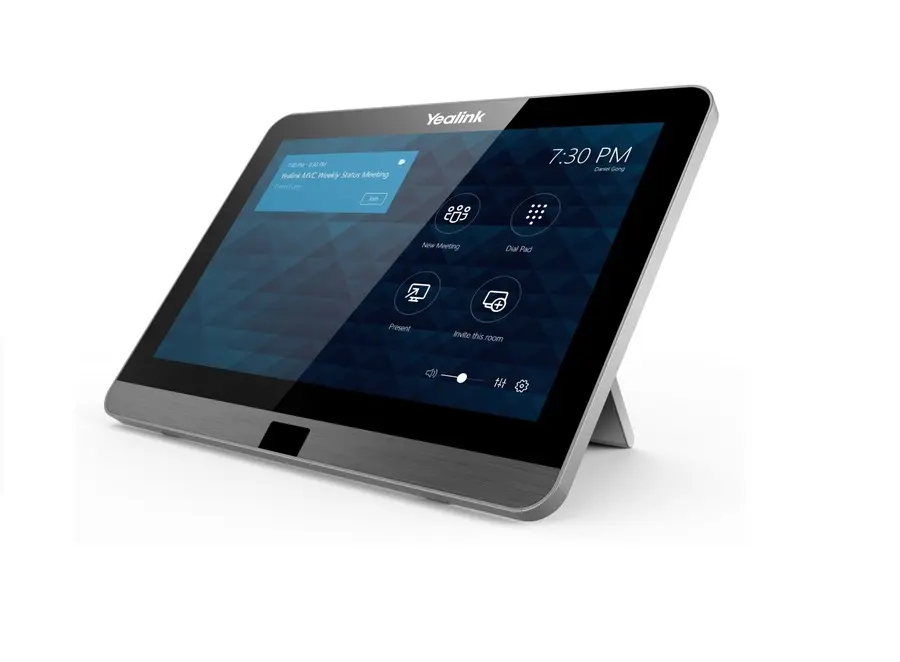 Yealink
7:30 PM
Daniel Gong
Yealink MVC Weekly Status Meeting
Join
New Meeting
Dial Pad
Present
Invite this room